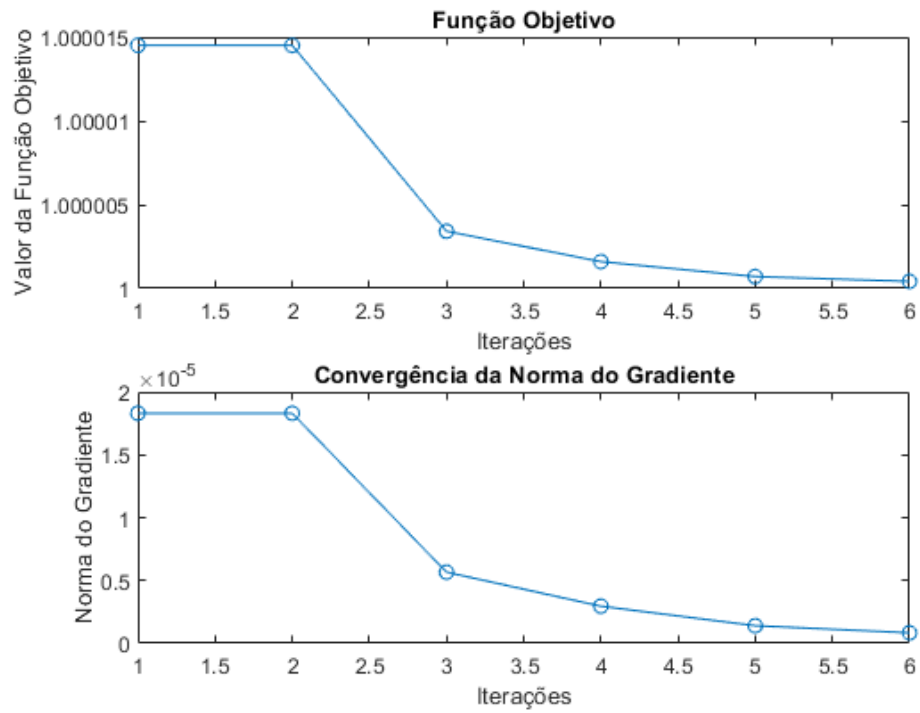 Função Objetivo
Valor da Função Objetivo
1.000015
1.00001
1.000005
1
1 1.5 2 2.5 3 3.5 4 4.5 5 5.5 6
Iterações
×10-5
Convergência da Norma do Gradiente
Norma do Gradiente
2
1.5
1
0.5
0
1 1.5 2 2.5 3 3.5 4 4.5 5 5.5 6
Iterações